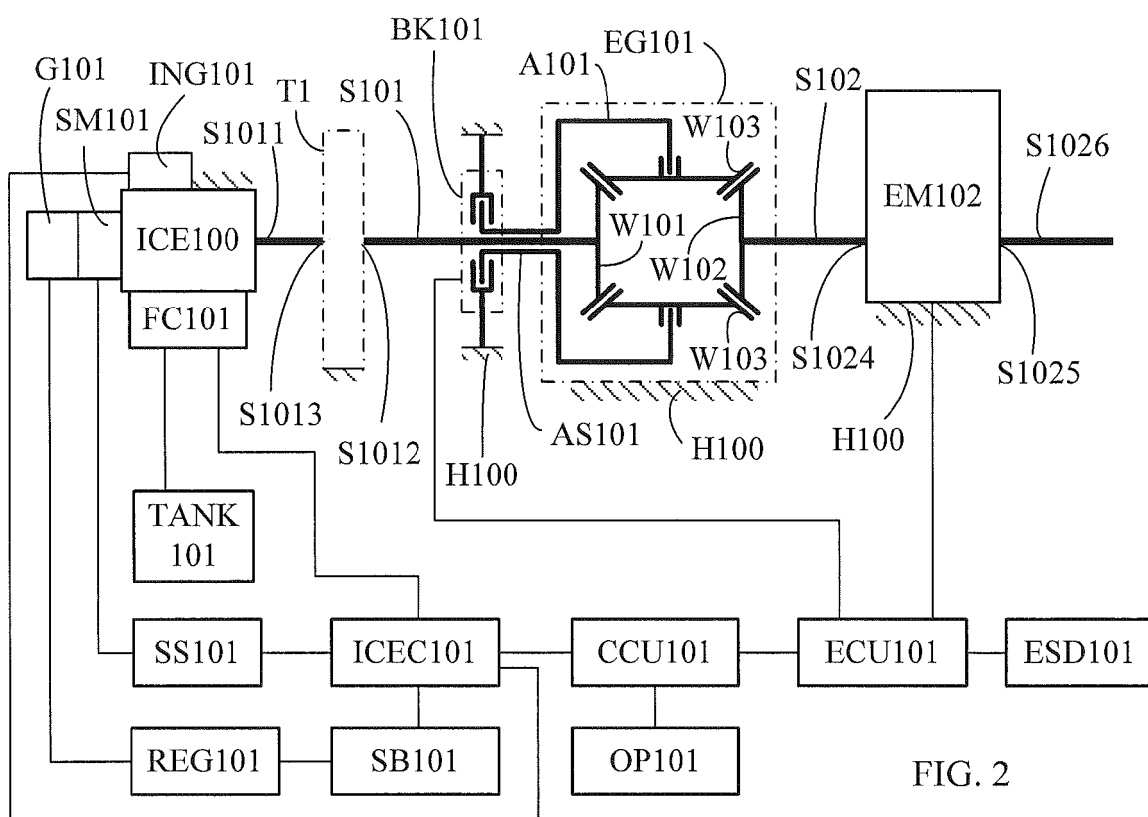 BK101
EG101
G101
ING101
A101
T1
S101
S102
SM101
S1011
W103
S1026
EM102
ICE100
W101
W102
FC101
W103
S1024
S1025
S1013
AS101
S1012
H100
H100
H100
TANK
101
SS101
ICEC101
CCU101
ECU101
ESD101
REG101
SB101
OP101
FIG. 2